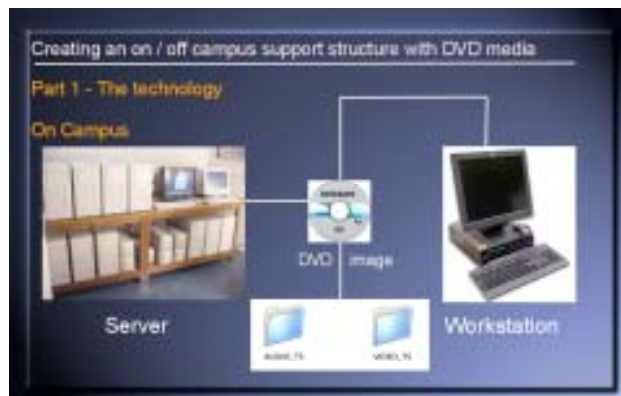 Creating an on / off campus support structure with DVD media
Part 1 - The technology
On Campus
DVD image
Server
Workstation
AUDIO_TS
VIDEO_TS